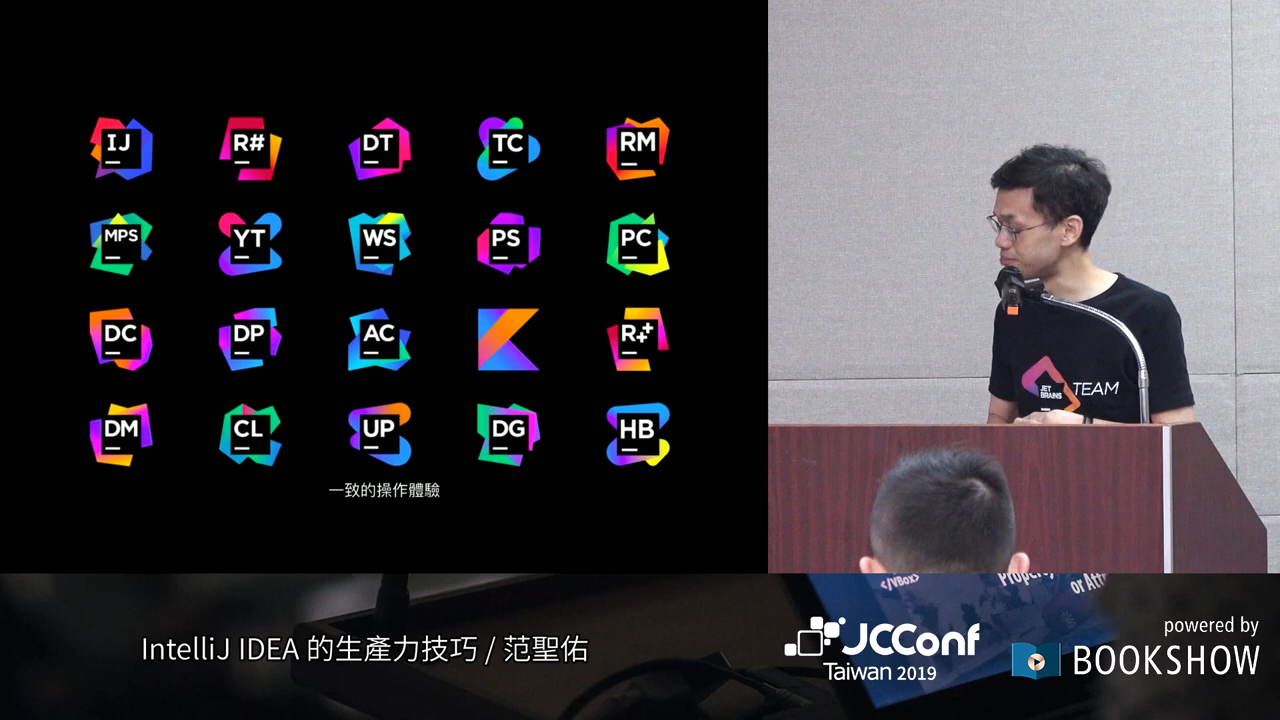 IJ R# DT TC RM
MPS YT WS PS PC
DC DP AC R++
DM CL UP DG HB
一致的操作體驗
JET
BRAINS
TEAM
</VBox>
or Att
IntelliJ IDEA 的生產力技巧 / 范聖佑
JCConf
Taiwan 2019
powered by
BOOKSHOW